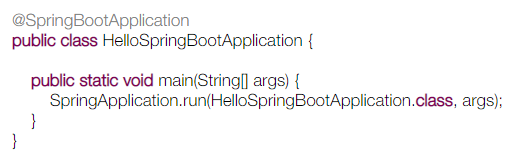 @SpringBootApplication
public class HelloSpringBootApplication {
public static void main(String[] args) {
SpringApplication.run(HelloSpringBootApplication.class, args);
}
}